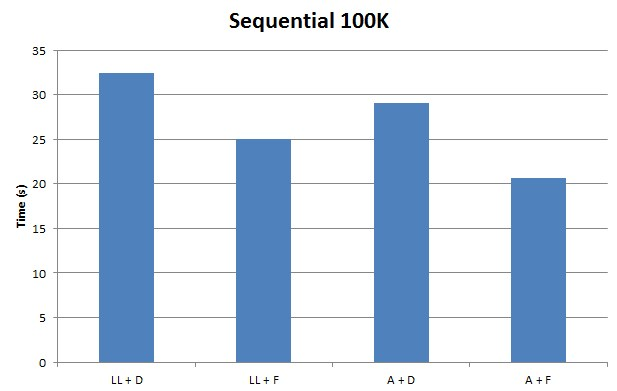 Sequential 100K
35
30
25
20
15
10
5
0
Time (s)
LL + D
LL + F
A + D
A + F